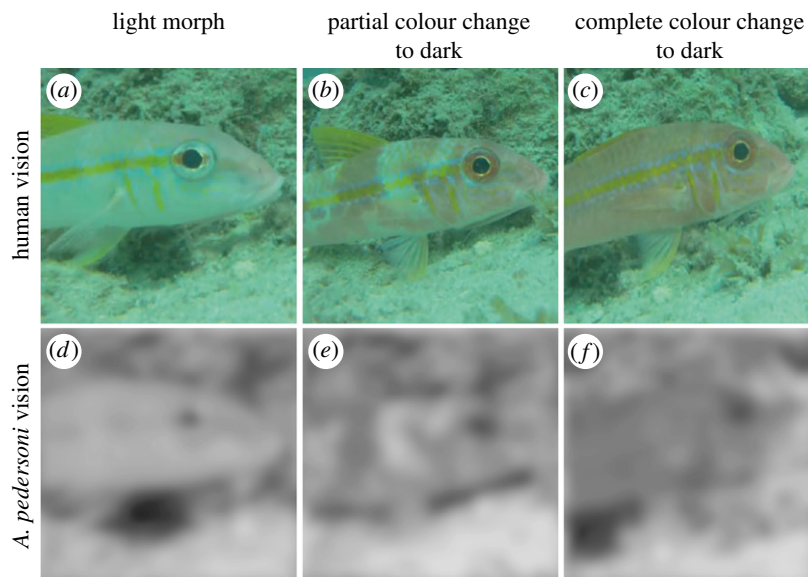 light morph
partial colour change
to dark
complete colour change
to dark
human vision
(a)
(b)
(c)
A. pedersoni vision
(d)
(e)
(f)